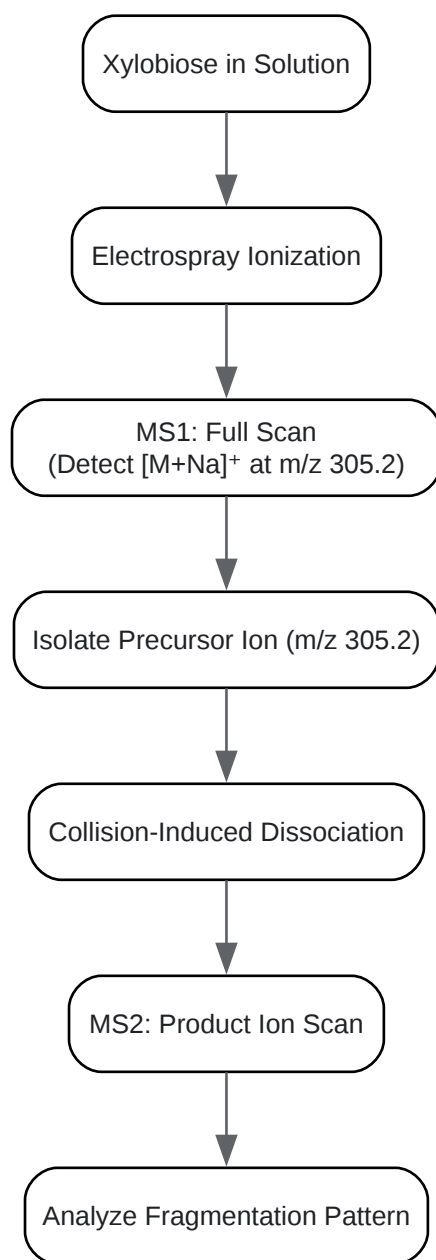 Xylobiose in Solution
Electrospray Ionization
MS1: Full Scan
(Detect [M+Na]⁺ at m/z 305.2)
Isolate Precursor Ion (m/z 305.2)
Collision-Induced Dissociation
MS2: Product Ion Scan
Analyze Fragmentation Pattern